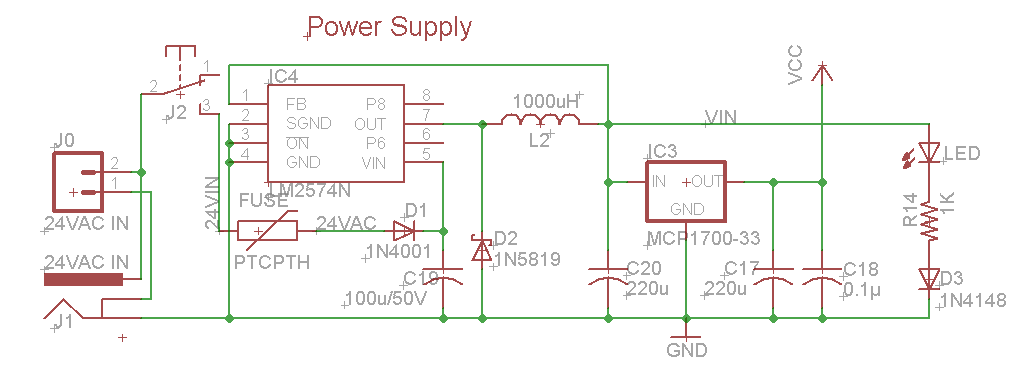 Power Supply
VCC
1
2
3
J2
IC4
1 FB P8 8
2 SGND OUT 7
3 ON P6 6
4 GND VIN 5
LM2574N
1000uH
L2
VIN
J0
2
1
24VAC IN
24VAC IN
J1
24VIN
FUSE
PTCPTH
24VAC
D1
1N4001
C19
100u/50V
D2
1N5819
IC3
IN OUT
GND
MCP1700-33
C20
220u
C17
220u
C18
0.1µ
LED
R14
1K
D3
1N4148
GND